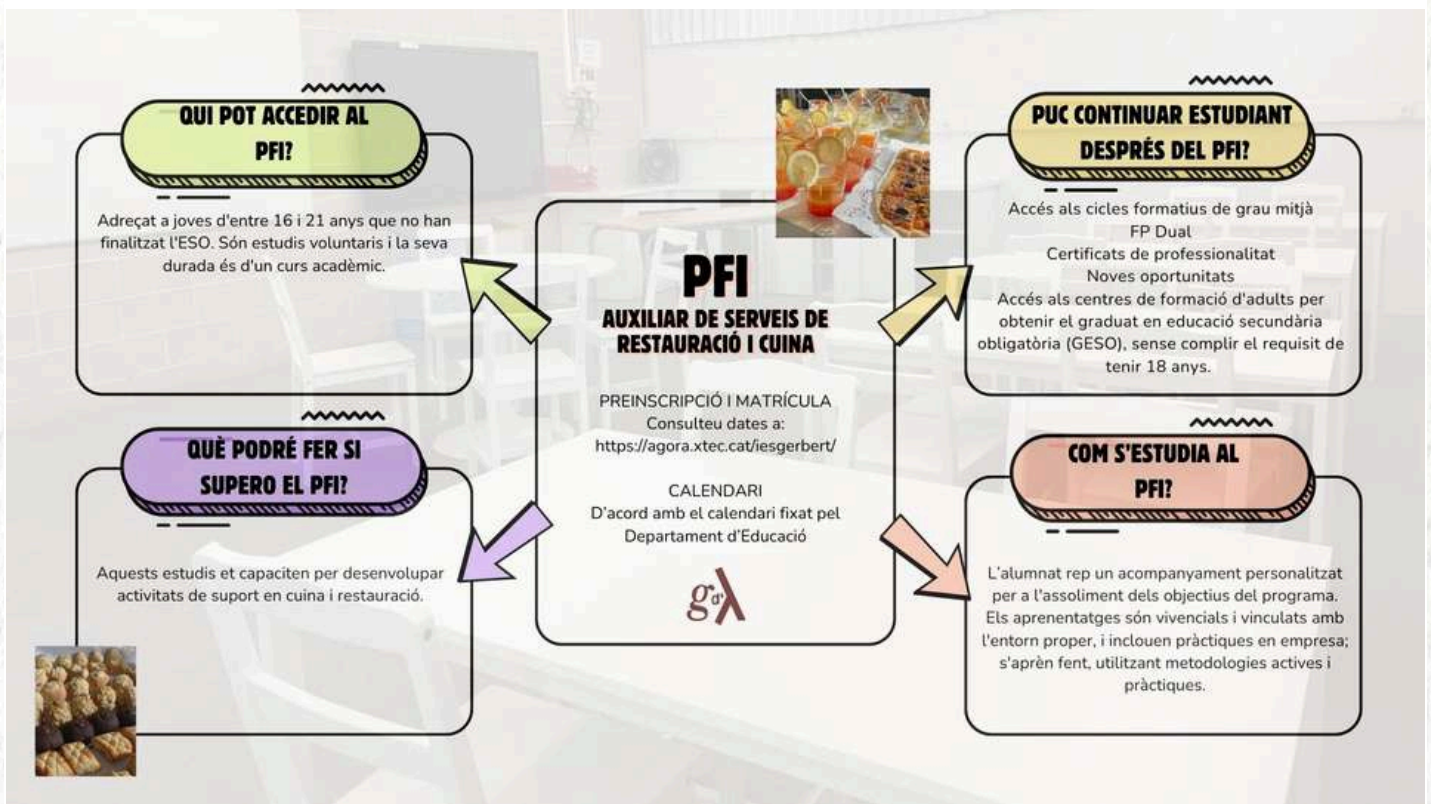 QUI POT ACCEDIR AL
PFI?
Adreçat a joves d'entre 16 i 21 anys que no han
finalitzat l'ESO. Són estudis voluntaris i la seva
durada és d'un curs acadèmic.
QUÈ PODRÉ FER SI
SUPERO EL PFI?
Aquests estudis et capaciten per desenvolupar
activitats de suport en cuina i restauració.
PFI
AUXILIAR DE SERVEIS DE
RESTAURACIÓ I CUINA
PREINSCRIPCIÓ I MATRÍCULA
Consulteu dates a:
https://agora.xtec.cat/iesgerbert/
CALENDARI
D'acord amb el calendari fixat pel
Departament d'Educació
PUC CONTINUAR ESTUDIANT
DESPRÉS DEL PFI?
Accés als cicles formatius de grau mitjà
FP Dual
Certificats de professionalitat
Noves oportunitats
Accés als centres de formació d'adults per
obtenir el graduat en educació secundària
obligatòria (GESO), sense complir el requisit de
tenir 18 anys.
COM S'ESTUDIA AL
PFI?
L'alumnat rep un acompanyament personalitzat
per a l'assoliment dels objectius del programa.
Els aprenentatges són vivencials i vinculats amb
l'entorn proper, i inclouen pràctiques en empresa;
s'aprèn fent, utilitzant metodologies actives i
pràctiques.